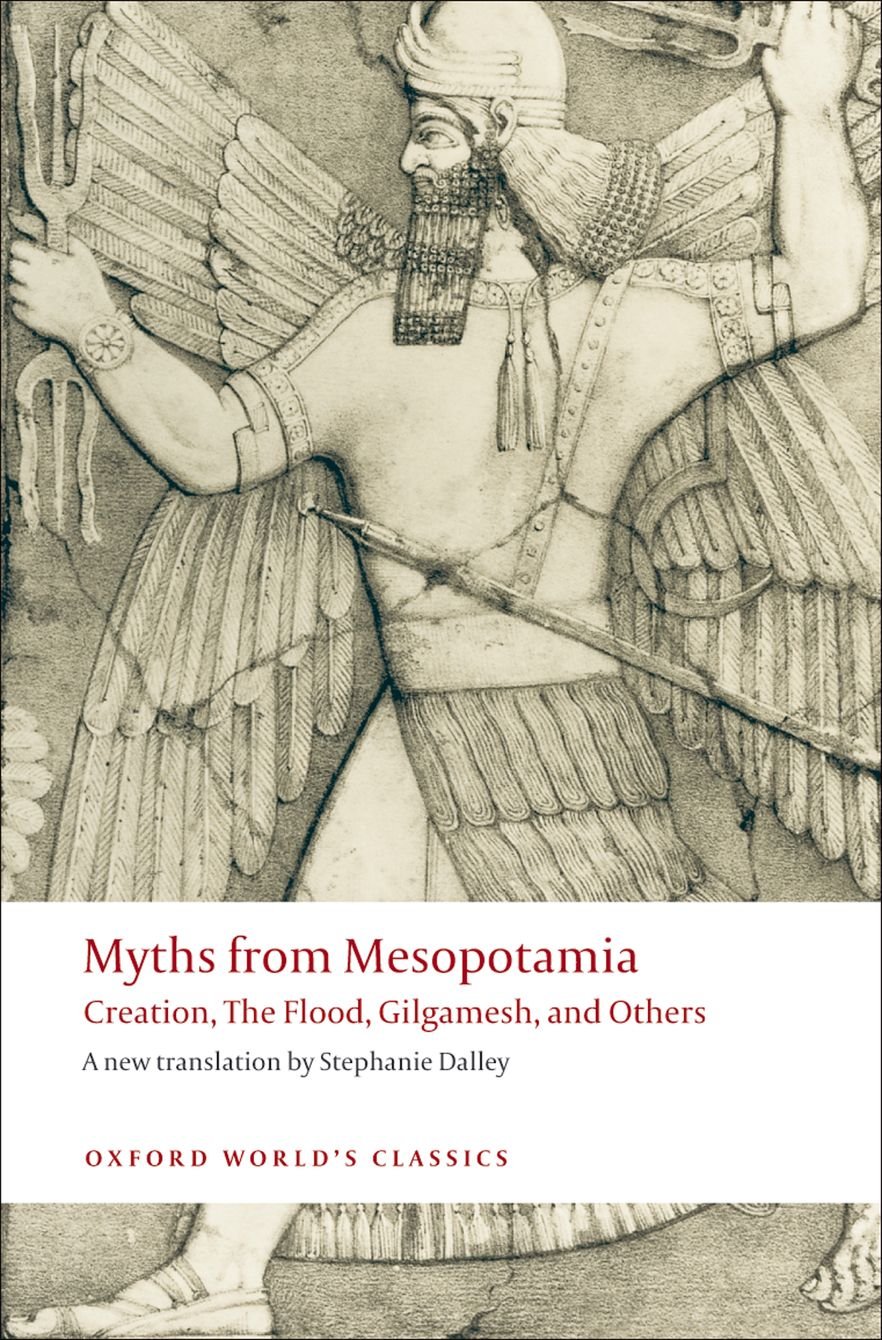 Myths from Mesopotamia
Creation, The Flood, Gilgamesh, and Others
A new translation by Stephanie Dalley
OXFORD WORLD'S CLASSICS